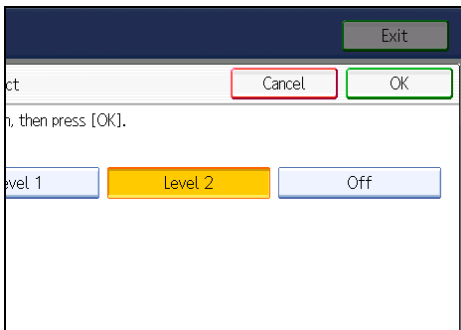 Exit
ct Cancel OK
n, then press [OK].
evel 1 Level 2 Off